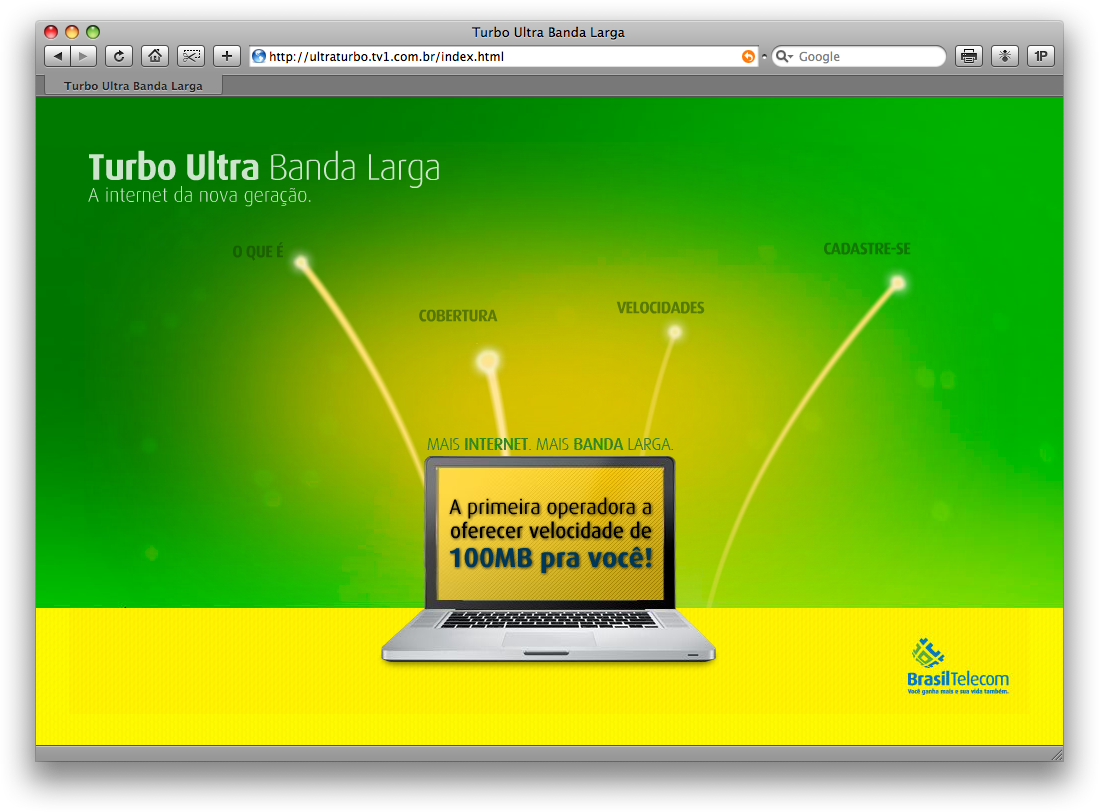 Turbo Ultra Banda Larga
http://ultraturbo.tv1.com.br/index.html
Google
1P
Turbo Ultra Banda Larga
Turbo Ultra Banda Larga
A internet da nova geração.
O QUE É
CADASTRE-SE
COBERTURA
VELOCIDADES
MAIS INTERNET. MAIS BANDA LARGA.
A primeira operadora a
oferecer velocidade de
100MB pra você!
BrasilTelecom
Você ganha mais e sua vida também.